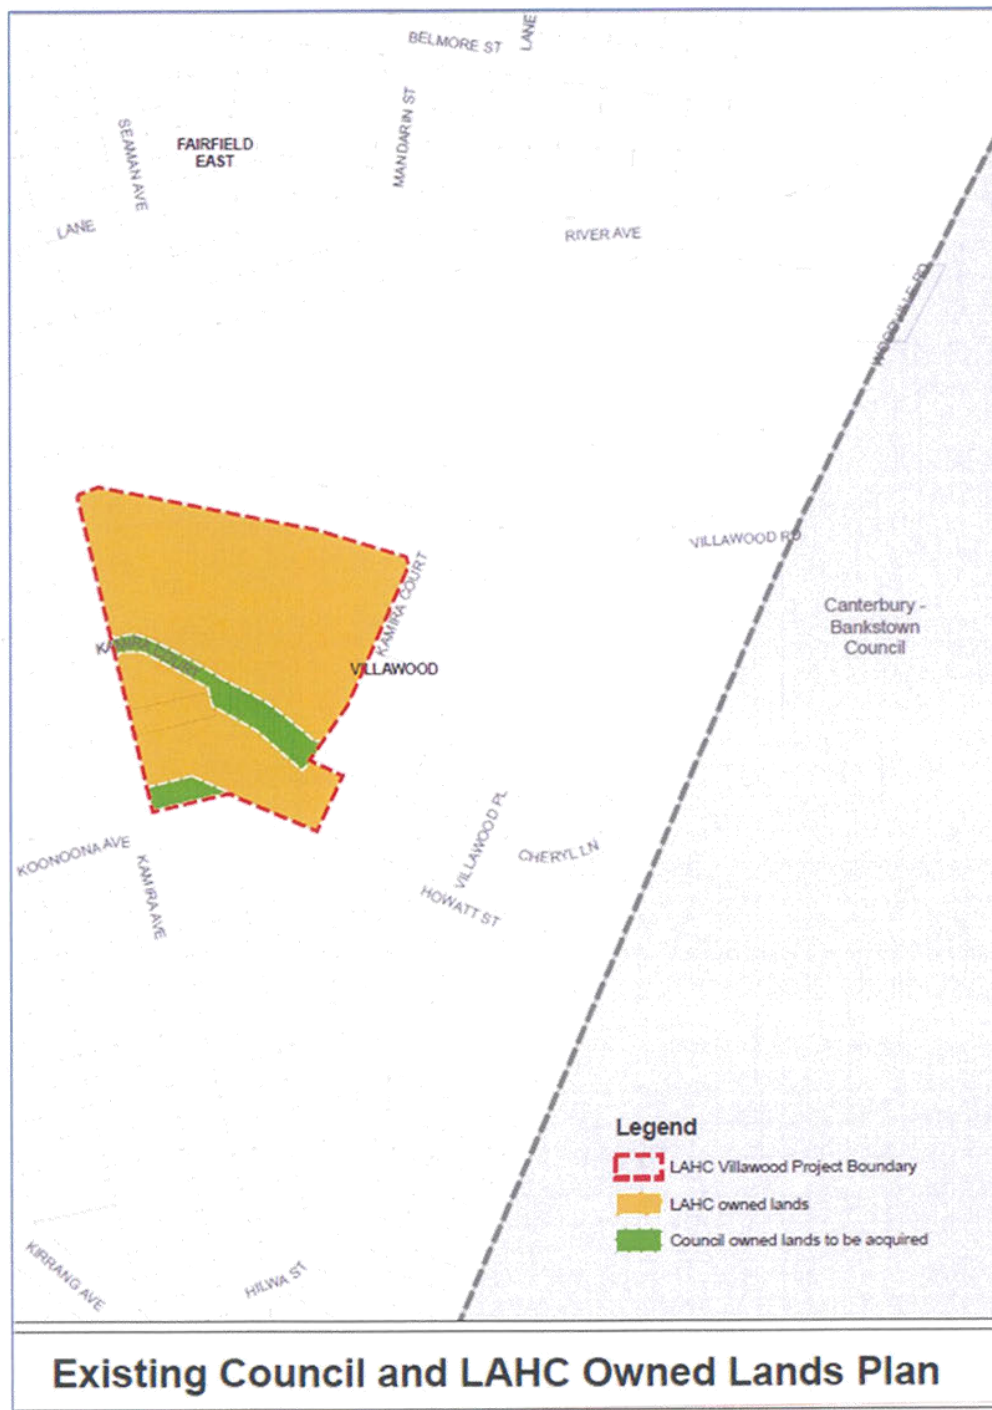 BELMORE ST
LANE
MANDARIN ST
SEAMAN AVE
FAIRFIELD
EAST
LANE
RIVER AVE
WOODVILLE RD
VILLAWOOD RD
KAMIRA COURT
Canterbury -
Bankstown
Council
KAMIRA COURT
VILLAWOOD
VILLAWOOD PL
CHERYL LN
KOONOONA AVE
KAMIRA AVE
HOWATT ST
Legend
LAHC Villawood Project Boundary
LAHC owned lands
Council owned lands to be acquired
KIRRANG AVE
HILWA ST
Existing Council and LAHC Owned Lands Plan